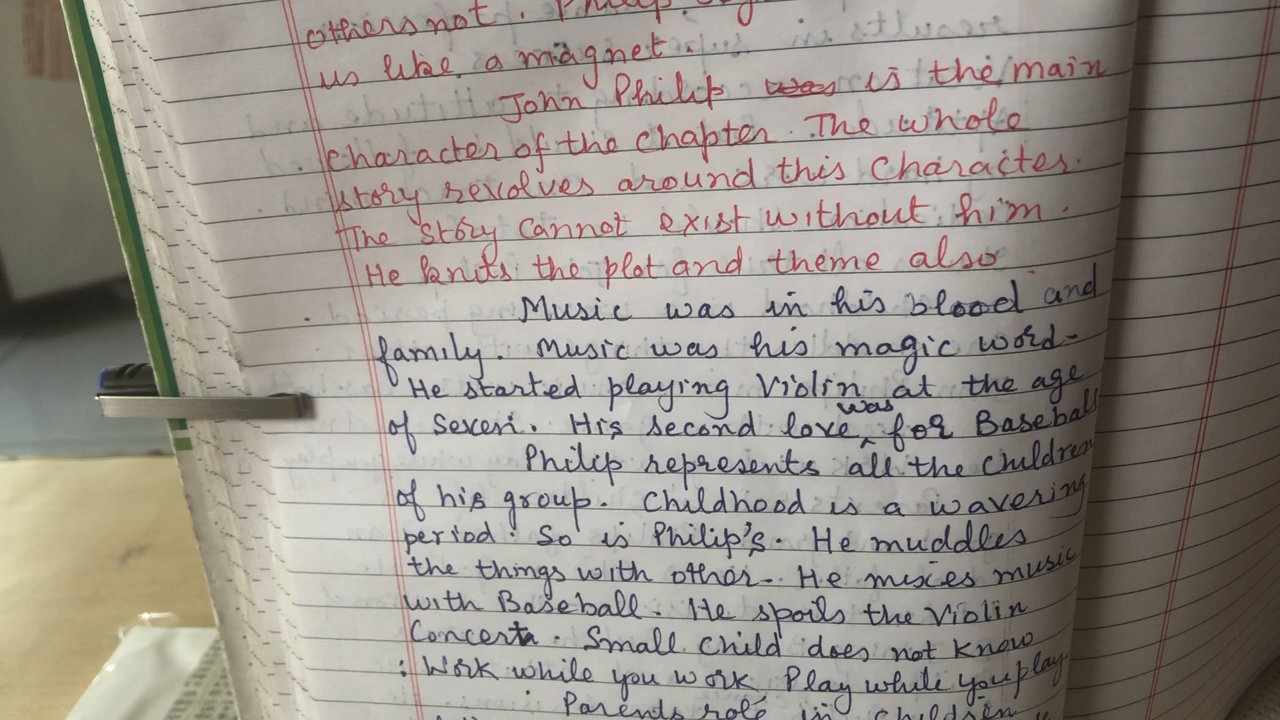 others not. Philip
us like a magnet.
John Philip was is the main
character of the chapter. The whole
story revolves around this character.
The story cannot exist without him.
He the plot and theme also
Music was in his blood and
family. Music was his magic word-
He started playing Violin at the age
of Seven. His second love was for Baseball
Philip represents all the children
of his group. Childhood is a wavering
period. So is Philip's. He muddles
the things with other. He mixes music
with Baseball. He spoils the Violin
Concerta. Small child does not know
: Work while you work Play while you play
Parents role in children